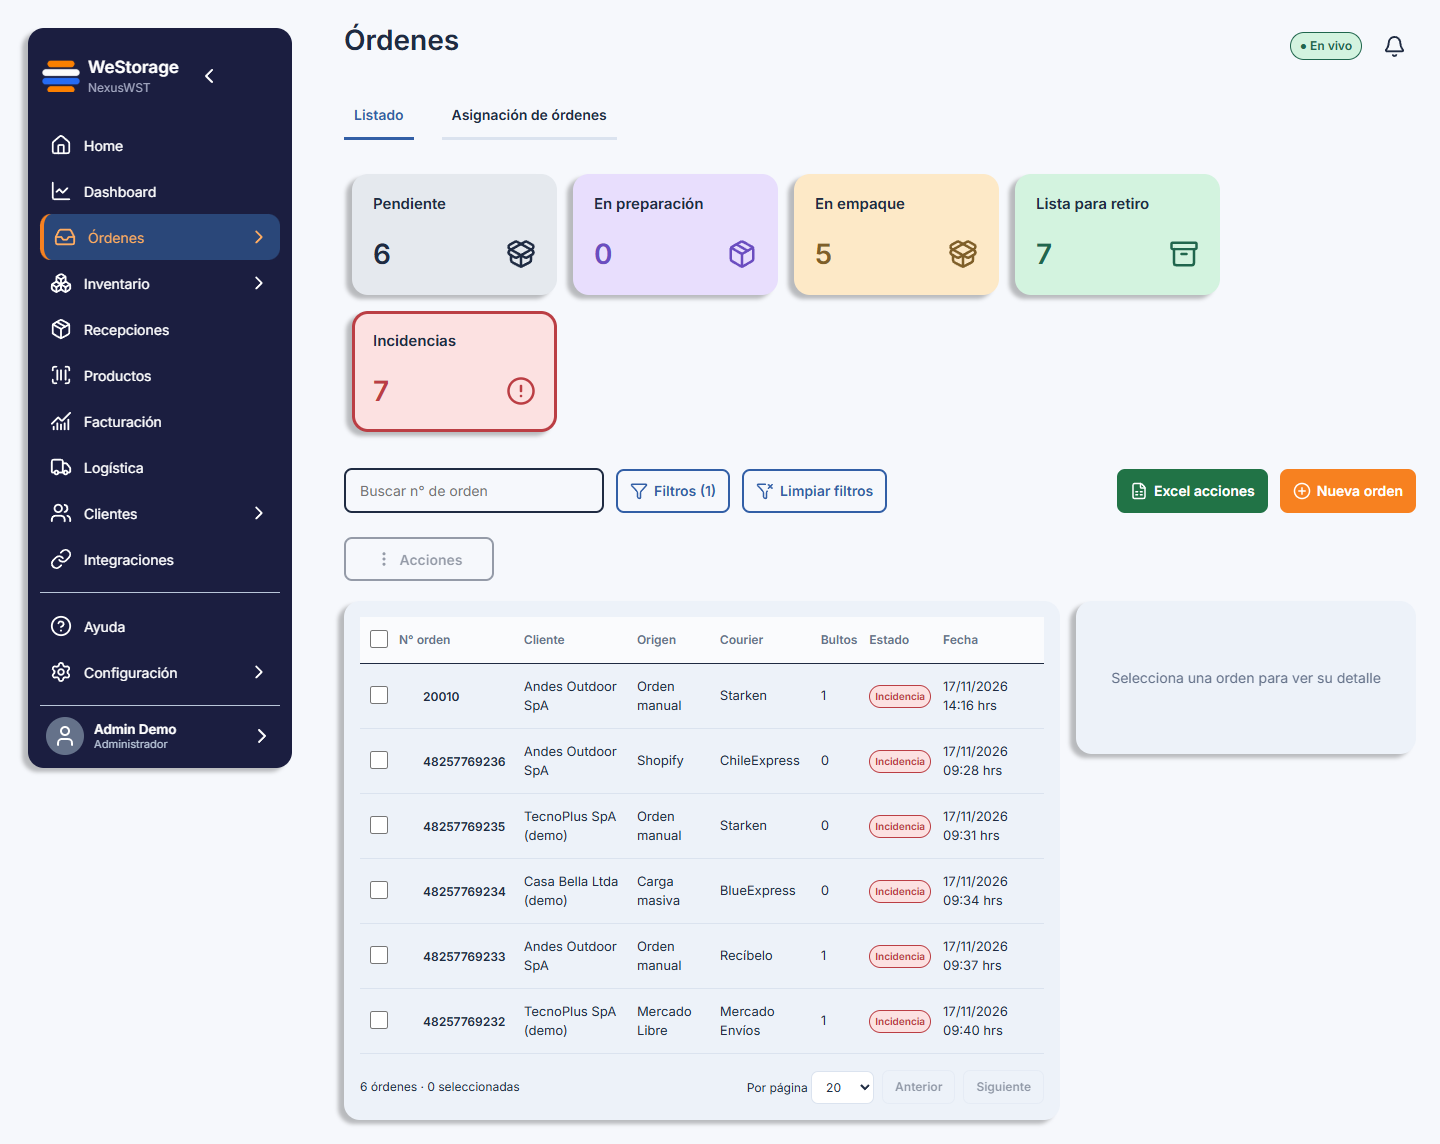 WeStorage
NexusWST
Home
Dashboard
Órdenes
Inventario
Recepciones
Productos
Facturación
Logística
Clientes
Integraciones
Ayuda
Configuración
Admin Demo
Administrador
Órdenes
• En vivo
Listado
Asignación de órdenes
Pendiente
6
En preparación
0
En empaque
5
Lista para retiro
7
Incidencias
7
Buscar n° de orden
Filtros (1)
Limpiar filtros
Excel acciones
Nueva orden
Acciones
N° orden Cliente Origen Courier Bultos Estado Fecha
20010 Andes Outdoor SpA Orden manual Starken 1 Incidencia 17/11/2026 14:16 hrs
48257769236 Andes Outdoor SpA Shopify ChileExpress 0 Incidencia 17/11/2026 09:28 hrs
48257769235 TecnoPlus SpA (demo) Orden manual Starken 0 Incidencia 17/11/2026 09:31 hrs
48257769234 Casa Bella Ltda (demo) Carga masiva BlueExpress 0 Incidencia 17/11/2026 09:34 hrs
48257769233 Andes Outdoor SpA Orden manual Recíbelo 1 Incidencia 17/11/2026 09:37 hrs
48257769232 TecnoPlus SpA (demo) Mercado Libre Mercado Envíos 1 Incidencia 17/11/2026 09:40 hrs
6 órdenes · 0 seleccionadas
Por página 20 Anterior Siguiente
Selecciona una orden para ver su detalle